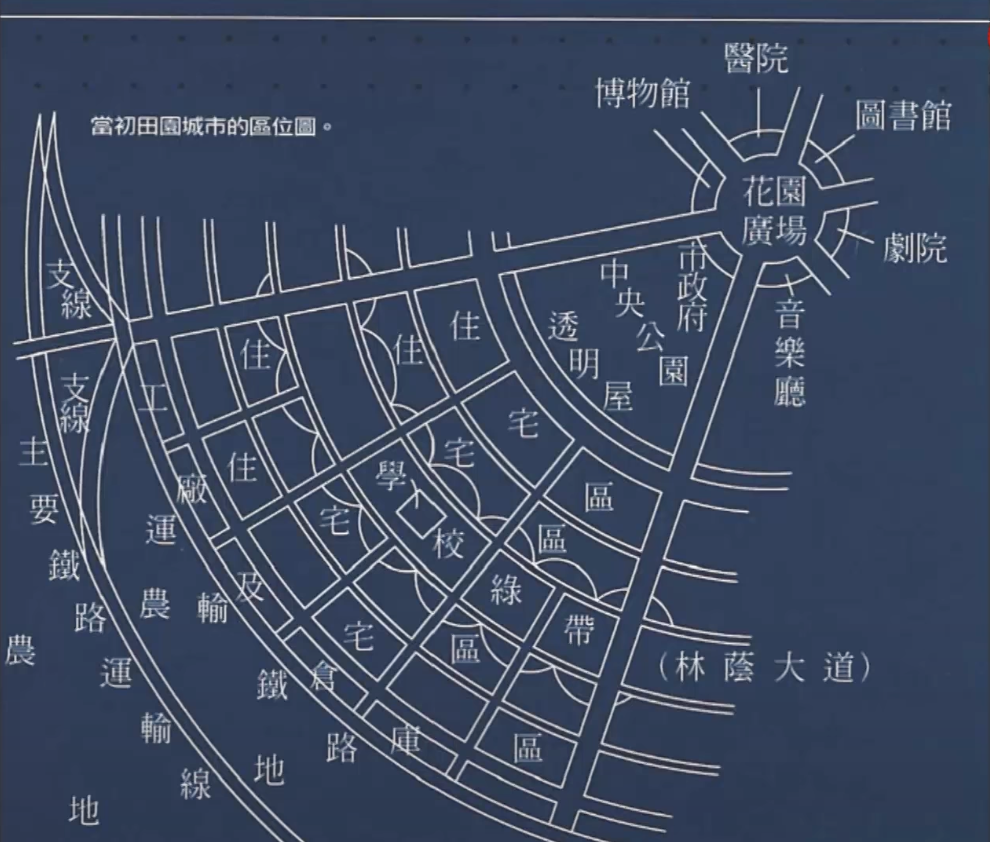 醫院
博物館
圖書館
當初田園城市的區位圖。
花園
廣場
劇院
市政府
音樂廳
中央公園
透明屋
支線
支線
住
住
住
宅
宅
區
區
住
宅
學校
綠帶
宅
區
區
工廠及倉庫
運輸鐵路
主要鐵路運輸線
農地
農地
(林蔭大道)